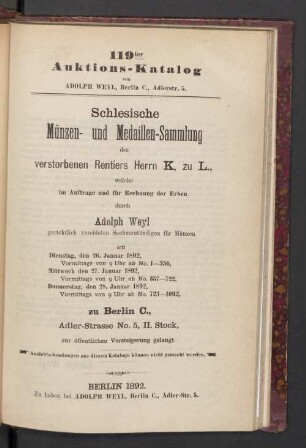 119ter
Auktions-Katalog
von
ADOLPH WEYL, Berlin C., Adlerstr. 5.
Schlesische
Münzen- und Medaillen-Sammlung
des
verstorbenen Rentiers Herrn K. zu L.,
welche
im Auftrage und für Rechnung der Erben
durch
Adolph Weyl
gerichtlich vereideten Sachverständigen für Münzen
am
Dienstag, den 26. Januar 1892,
Vormittags von 9 Uhr ab No. 1—356,
Mittwoch den 27. Januar 1892,
Vormittags von 9 Uhr ab No. 357—722,
Donnerstag, den 28. Januar 1892,
Vormittags von 9 Uhr ab No. 723—1092,
zu Berlin C.,
Adler-Strasse No. 5, II. Stock,
zur öffentlichen Versteigerung gelangt.
Ansichts-Sendungen aus diesem Kataloge können nicht gemacht werden.
BERLIN 1892.
Zu haben bei ADOLPH WEYL, Berlin C., Adler-Str. 5.